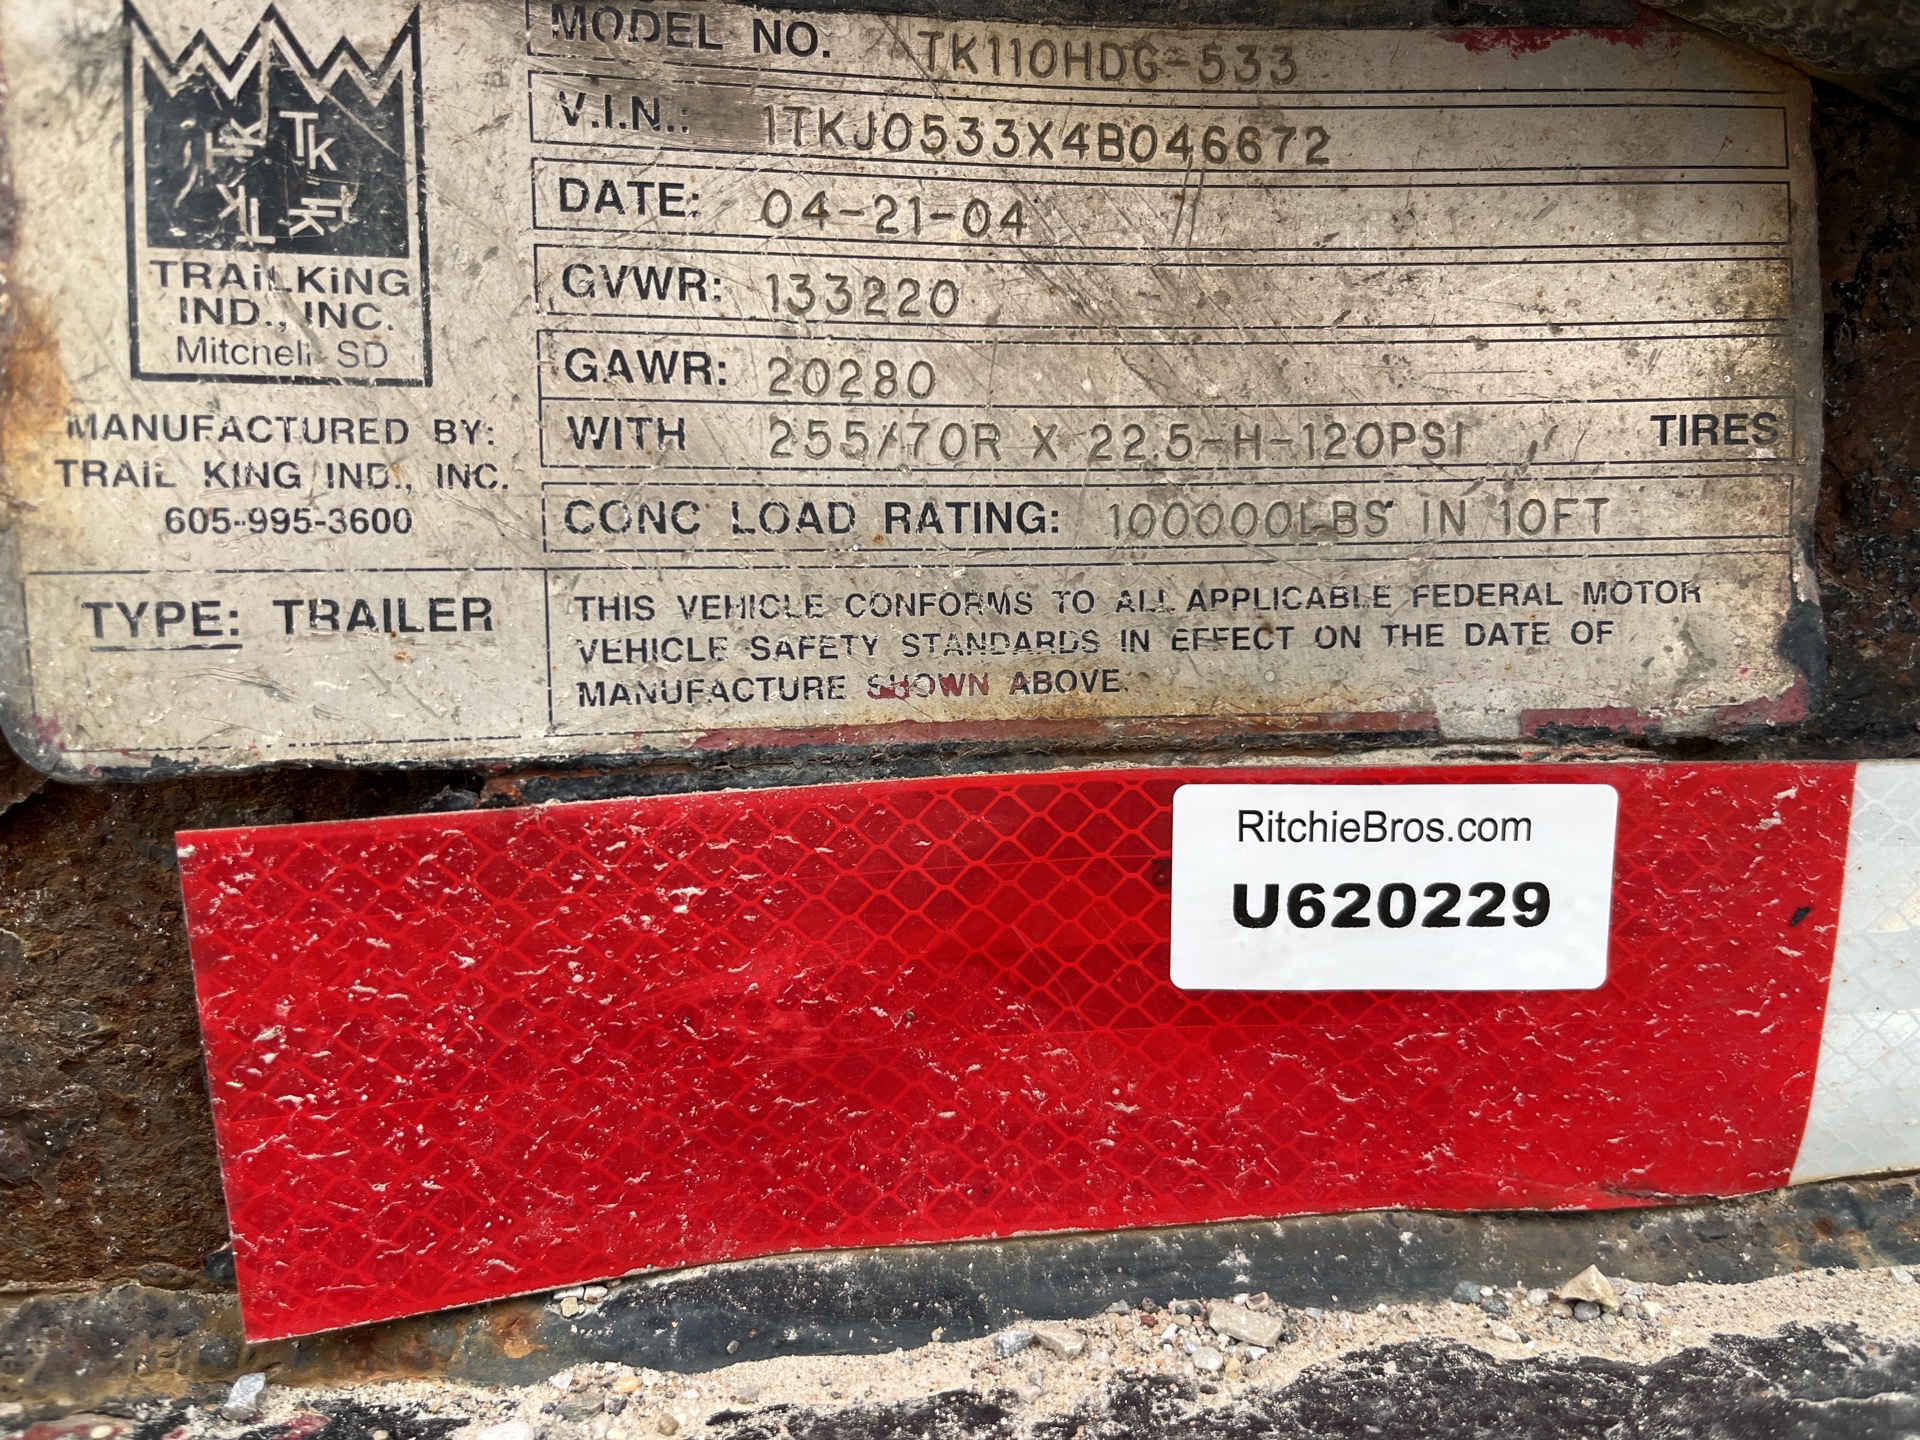 MODEL NO. TK110HDG-533
V.I.N.: 1TKJ0533X4B046672
DATE: 04-21-04
GVWR: 133220
GAWR: 20280
WITH 255/70R X 22.5-H-120PSI TIRES
CONC LOAD RATING: 100000LBS IN 10FT
TK TK
TK TK
TRAiLKiNG
IND., INC.
Mitchell SD
MANUFACTURED BY:
TRAIL KING IND., INC.
605-995-3600
TYPE: TRAILER
THIS VEHICLE CONFORMS TO ALL APPLICABLE FEDERAL MOTOR
VEHICLE SAFETY STANDARDS IN EFFECT ON THE DATE OF
MANUFACTURE SHOWN ABOVE.
RitchieBros.com
U620229